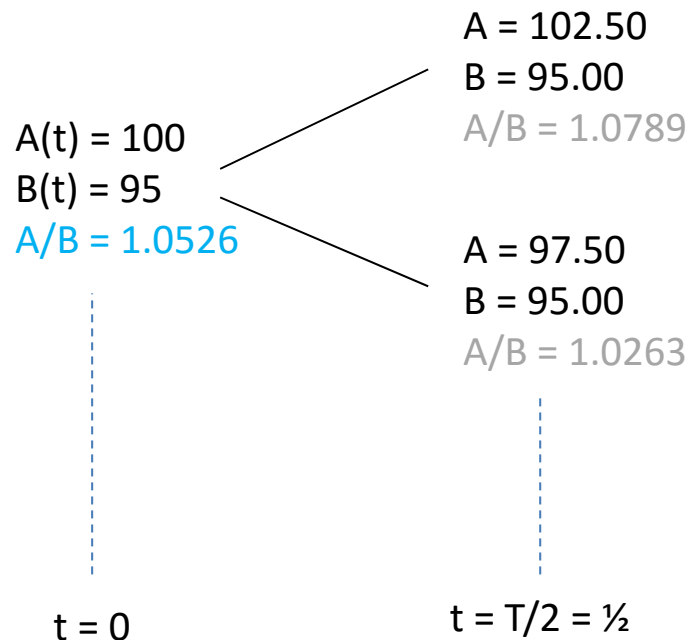 A(t) = 100
B(t) = 95
A/B = 1.0526
A = 102.50
B = 95.00
A/B = 1.0789
A = 97.50
B = 95.00
A/B = 1.0263
t = 0
t = T/2 = ½